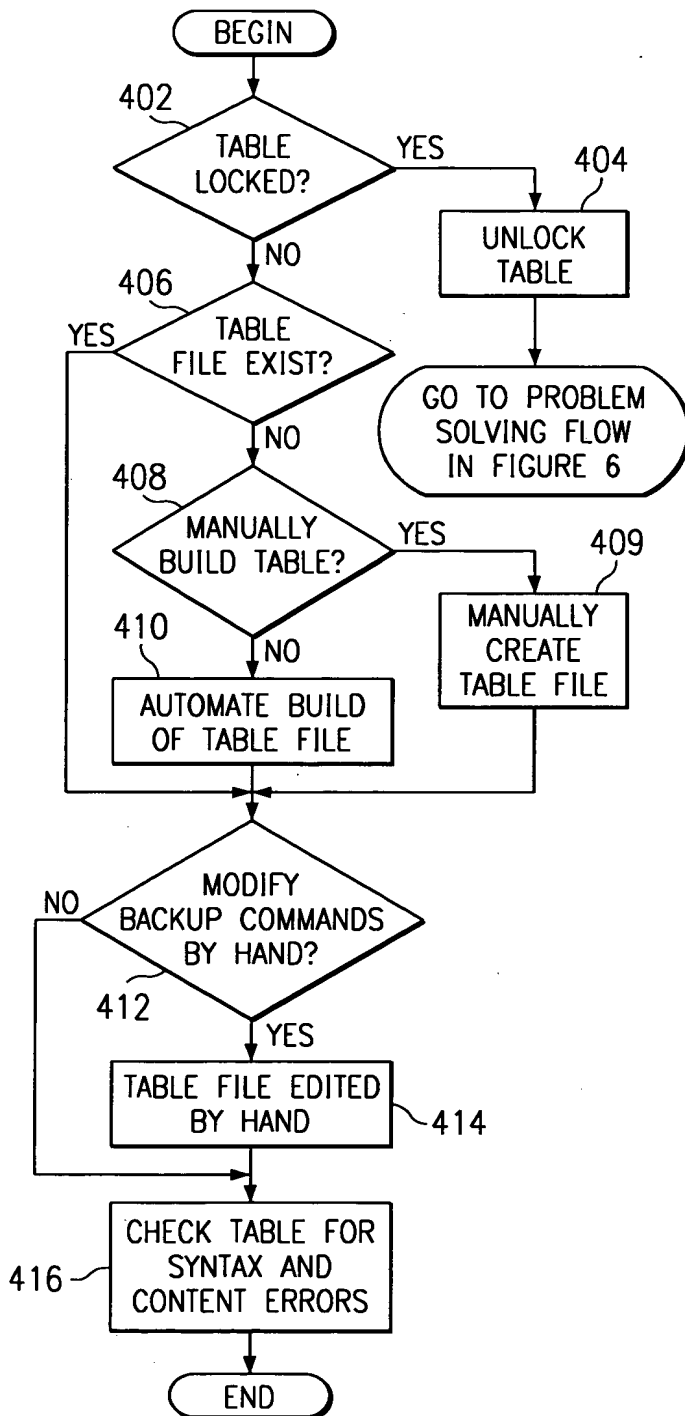 BEGIN
402
TABLE
LOCKED?
YES
404
UNLOCK
TABLE
NO
406
YES
TABLE
FILE EXIST?
GO TO PROBLEM
SOLVING FLOW
IN FIGURE 6
NO
408
MANUALLY
BUILD TABLE?
YES
409
MANUALLY
CREATE
TABLE FILE
NO
410
AUTOMATE BUILD
OF TABLE FILE
MODIFY
BACKUP COMMANDS
BY HAND?
NO
412
YES
TABLE FILE EDITED
BY HAND
414
CHECK TABLE FOR
SYNTAX AND
CONTENT ERRORS
416
END